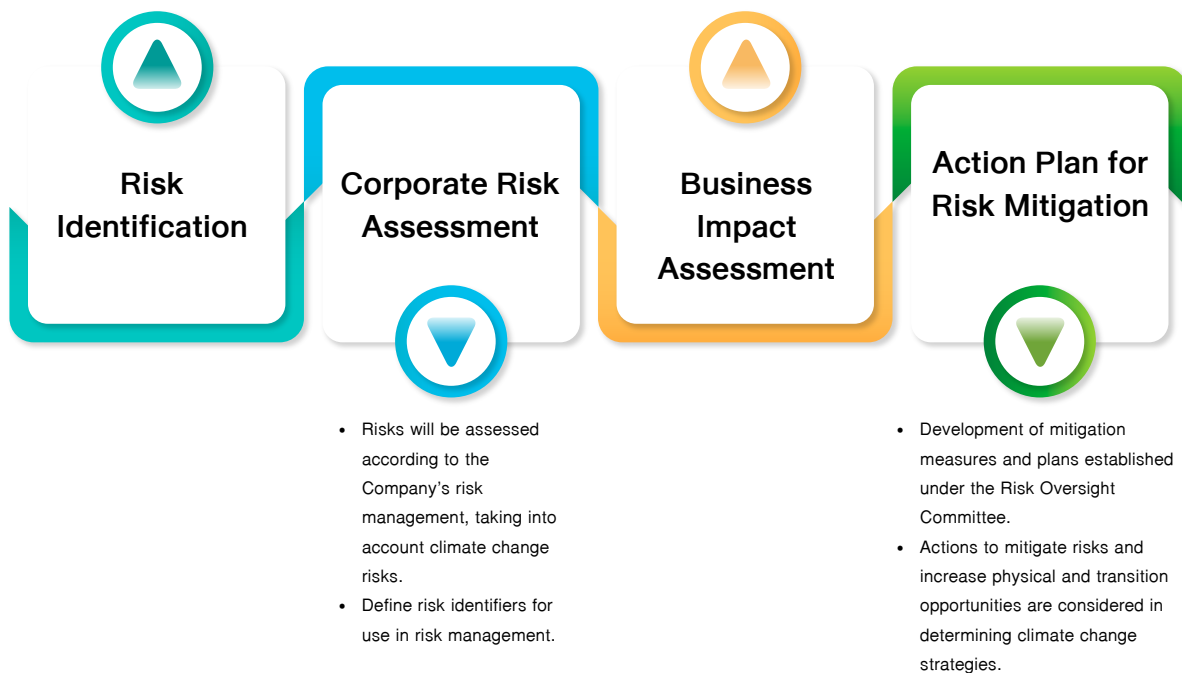 Risk
Identification
Corporate Risk
Assessment
Business
Impact
Assessment
Action Plan for
Risk Mitigation
• Risks will be assessed
according to the
Company's risk
management, taking into
account climate change
risks.
• Define risk identifiers for
use in risk management.
• Development of mitigation
measures and plans established
under the Risk Oversight
Committee.
• Actions to mitigate risks and
increase physical and transition
opportunities are considered in
determining climate change
strategies.